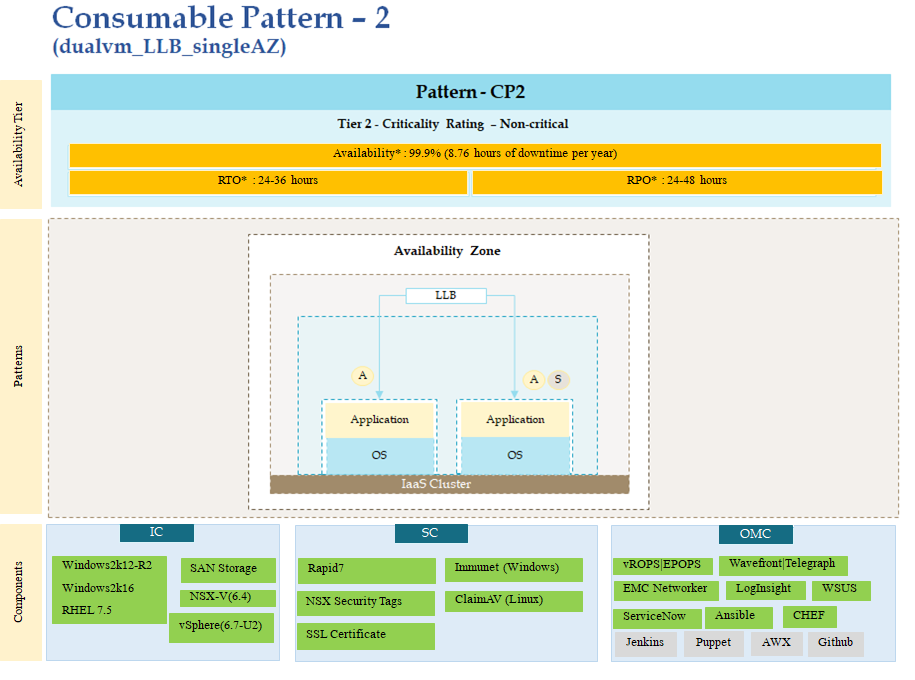 Consumable Pattern – 2
(dualvm_LLB_singleAZ)
Availability Tier
Pattern - CP2
Tier 2 - Criticality Rating – Non-critical
Availability* : 99.9% (8.76 hours of downtime per year)
RTO* : 24-36 hours
RPO* : 24-48 hours
Patterns
Availability Zone
LLB
A
A
S
Application
Application
OS
OS
IaaS Cluster
Components
IC
Windows2k12-R2
Windows2k16
RHEL 7.5
SAN Storage
NSX-V(6.4)
vSphere(6.7-U2)
SC
Rapid7
NSX Security Tags
SSL Certificate
Immunet (Windows)
ClaimAV (Linux)
OMC
vROPS|EPOPS
Wavefront|Telegraph
EMC Networker
LogInsight
WSUS
ServiceNow
Ansible
CHEF
Jenkins
Puppet
AWX
Github